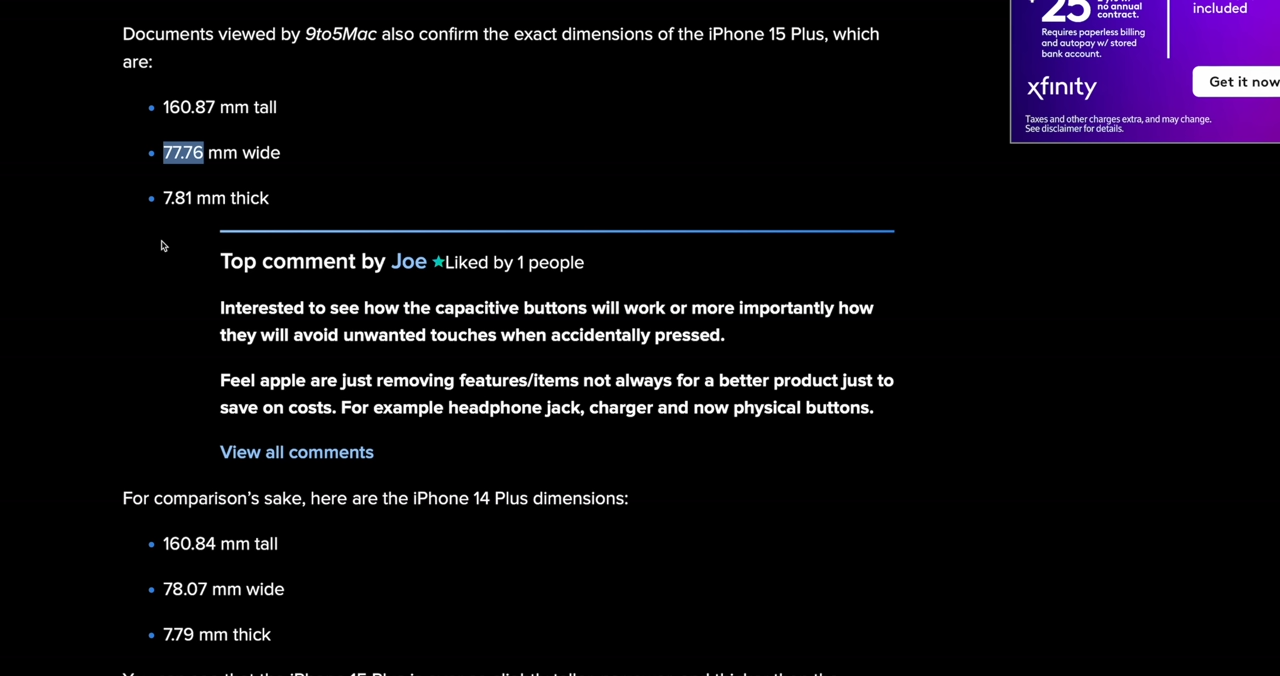 Documents viewed by 9to5Mac also confirm the exact dimensions of the iPhone 15 Plus, which
are:
160.87 mm tall
77.76 mm wide
7.81 mm thick
Top comment by Joe Liked by 1 people
Interested to see how the capacitive buttons will work or more importantly how
they will avoid unwanted touches when accidentally pressed.
Feel apple are just removing features/items not always for a better product just to
save on costs. For example headphone jack, charger and now physical buttons.
View all comments
For comparison's sake, here are the iPhone 14 Plus dimensions:
160.84 mm tall
78.07 mm wide
7.79 mm thick
25
no annual
contract.
Requires paperless billing
and autopay w/ stored
bank account.
included
xfinity
Get it now
Taxes and other charges extra, and may change.
See disclaimer for details.